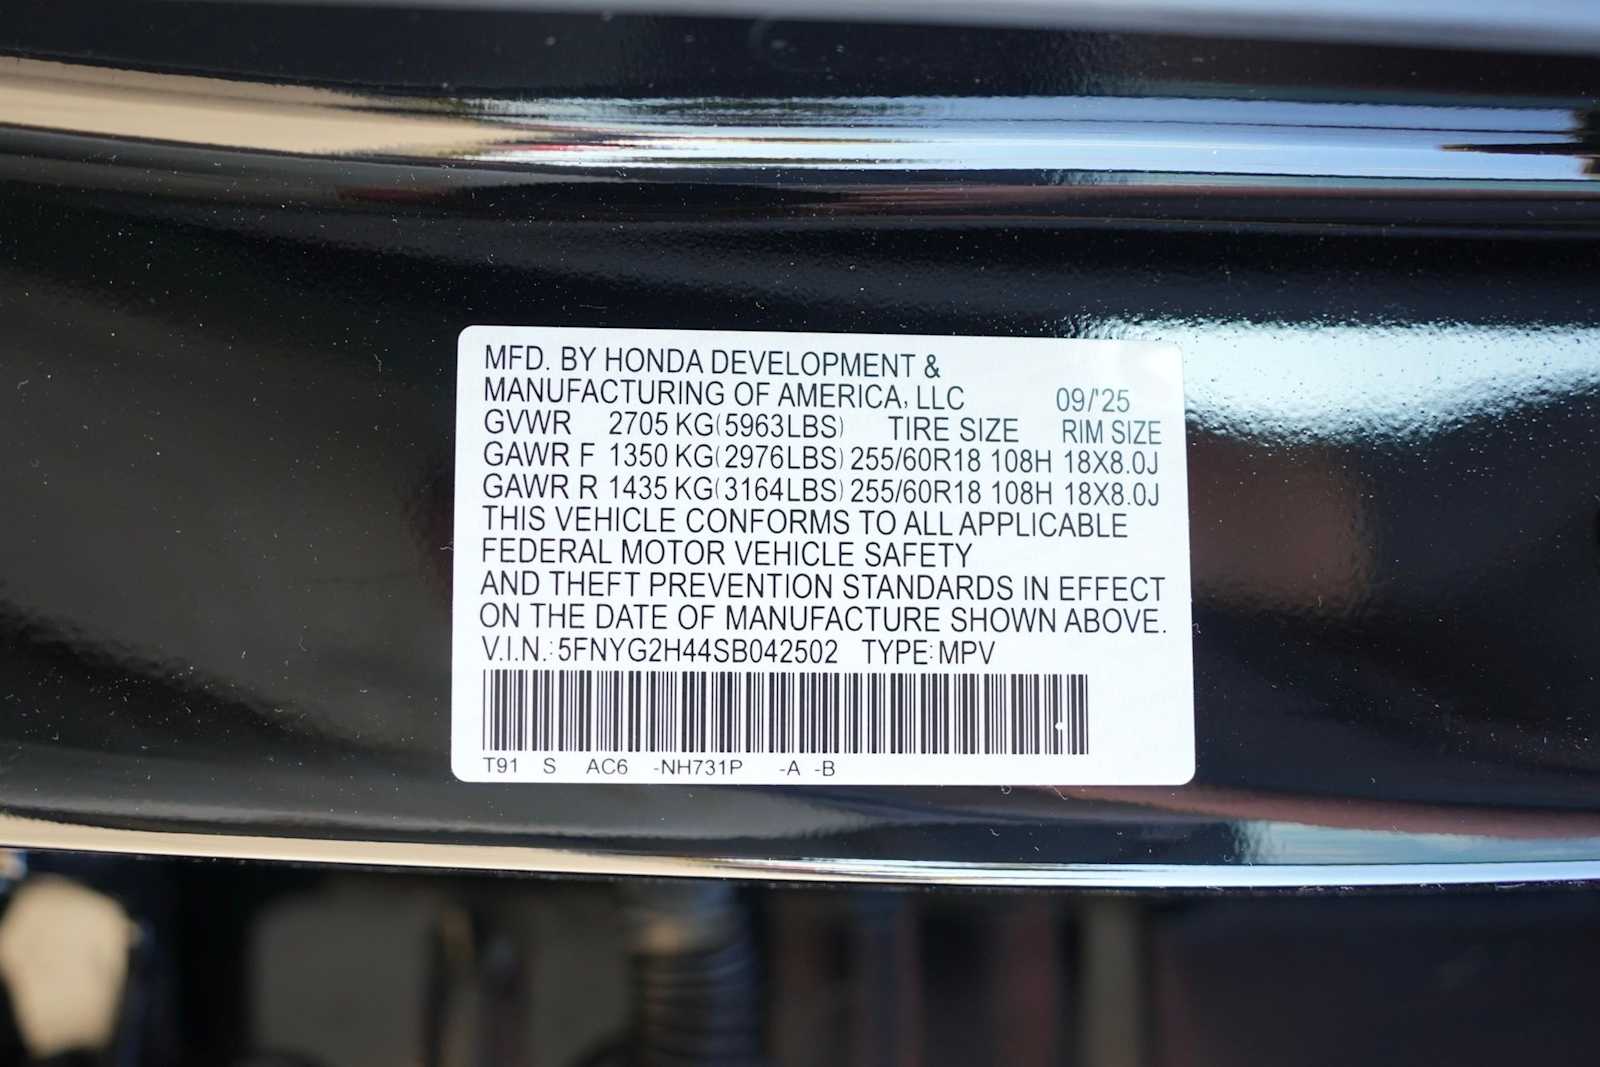 MFD. BY HONDA DEVELOPMENT &
MANUFACTURING OF AMERICA, LLC 09/'25
GVWR 2705 KG(5963LBS) TIRE SIZE RIM SIZE
GAWR F 1350 KG(2976LBS) 255/60R18 108H 18X8.0J
GAWR R 1435 KG(3164LBS) 255/60R18 108H 18X8.0J
THIS VEHICLE CONFORMS TO ALL APPLICABLE
FEDERAL MOTOR VEHICLE SAFETY
AND THEFT PREVENTION STANDARDS IN EFFECT
ON THE DATE OF MANUFACTURE SHOWN ABOVE.
V.I.N.: 5FNYG2H44SB042502 TYPE: MPV
T91 S AC6 -NH731P -A -B